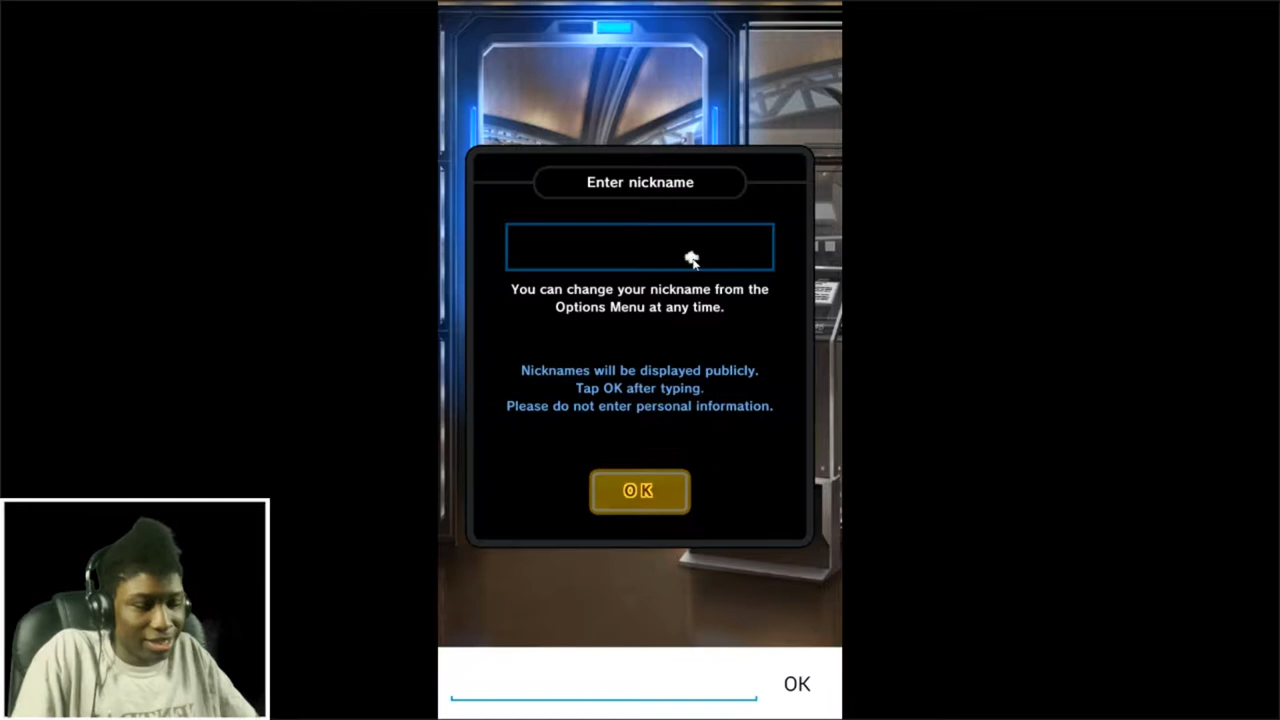 Enter nickname
You can change your nickname from the
Options Menu at any time.
Nicknames will be displayed publicly.
Tap OK after typing.
Please do not enter personal information.
OK
OK